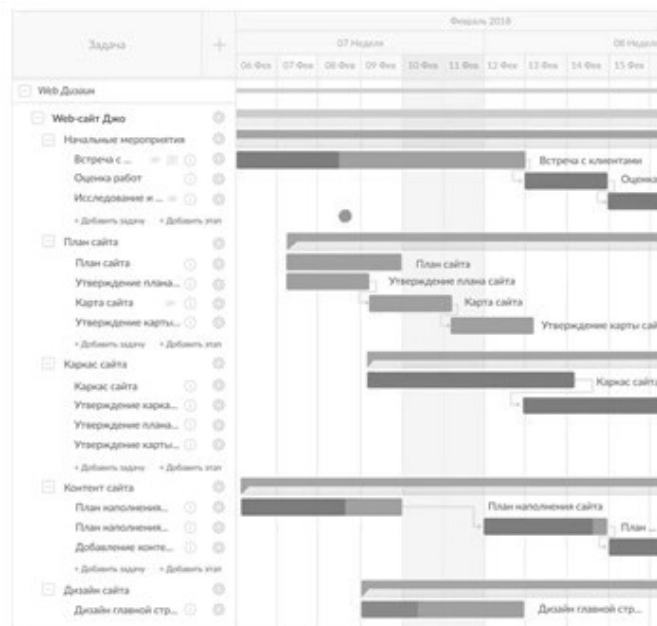 Февраль 2018
Задача +
07 Неделя 08 Неделя
06 Фев 07 Фев 08 Фев 09 Фев 10 Фев 11 Фев 12 Фев 13 Фев 14 Фев 15 Фев
Web Дизайн
Web-сайт Джо
Начальные мероприятия
Встреча с ... Встреча с клиентами
Оценка работ Оценка
Исследование и ...
+ Добавить задачу + Добавить этап
План сайта
План сайта План сайта
Утверждение плана... Утверждение плана сайта
Карта сайта Карта сайта
Утверждение карты... Утверждение карты сай
+ Добавить задачу + Добавить этап
Каркас сайта
Каркас сайта Каркас сайта
Утверждение карка...
Утверждение плана...
Утверждение карты...
+ Добавить задачу + Добавить этап
Контент сайта
План наполнения... План наполнения сайта
План наполнения... План ...
Добавление конте...
+ Добавить задачу + Добавить этап
Дизайн сайта
Дизайн главной стр... Дизайн главной стр...